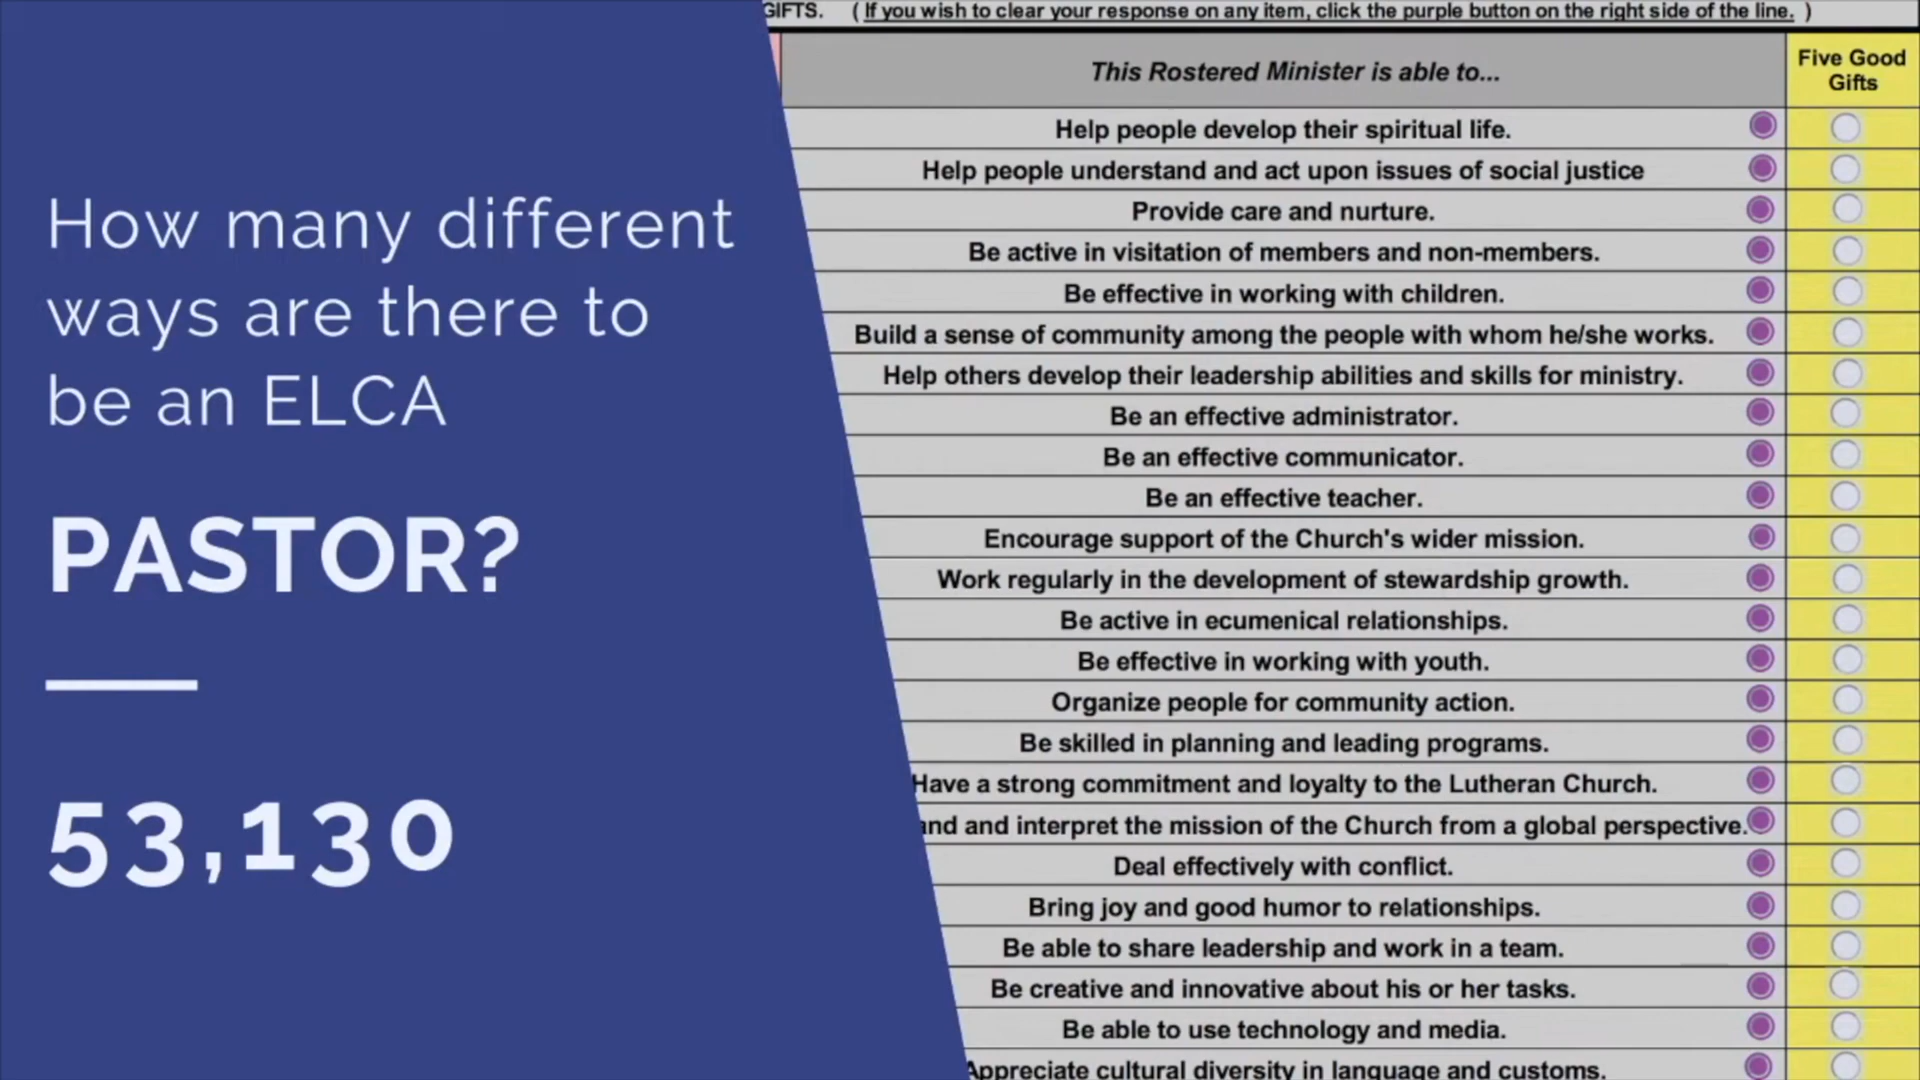 How many different
ways are there to
be an ELCA
PASTOR?
53,130
GIFTS. ( If you wish to clear your response on any item, click the purple button on the right side of the line. )
This Rostered Minister is able to...
Five Good
Gifts
Help people develop their spiritual life.
Help people understand and act upon issues of social justice
Provide care and nurture.
Be active in visitation of members and non-members.
Be effective in working with children.
Build a sense of community among the people with whom he/she works.
Help others develop their leadership abilities and skills for ministry.
Be an effective administrator.
Be an effective communicator.
Be an effective teacher.
Encourage support of the Church's wider mission.
Work regularly in the development of stewardship growth.
Be active in ecumenical relationships.
Be effective in working with youth.
Organize people for community action.
Be skilled in planning and leading programs.
Have a strong commitment and loyalty to the Lutheran Church.
and and interpret the mission of the Church from a global perspective.
Deal effectively with conflict.
Bring joy and good humor to relationships.
Be able to share leadership and work in a team.
Be creative and innovative about his or her tasks.
Be able to use technology and media.
Appreciate cultural diversity in language and customs.